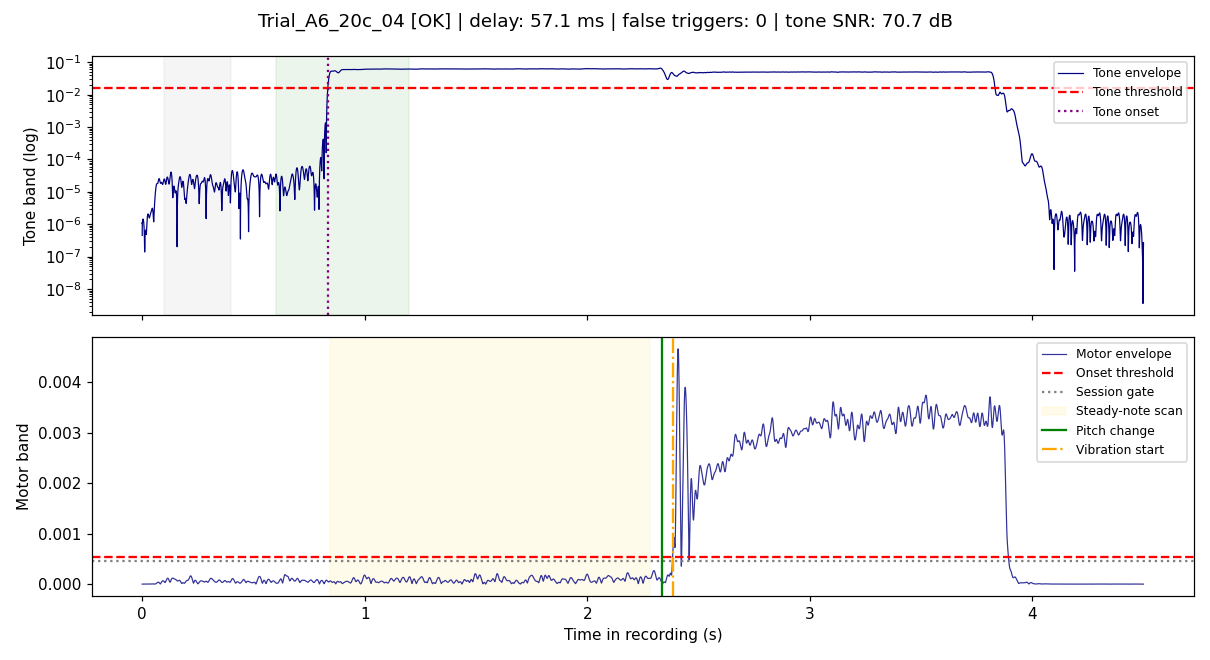 Trial_A6_20c_04 [OK] | delay: 57.1 ms | false triggers: 0 | tone SNR: 70.7 dB
Tone band (log)
10⁻¹
10⁻²
10⁻³
10⁻⁴
10⁻⁵
10⁻⁶
10⁻⁷
10⁻⁸
Tone envelope
Tone threshold
Tone onset
Motor band
0.004
0.003
0.002
0.001
0.000
Motor envelope
Onset threshold
Session gate
Steady-note scan
Pitch change
Vibration start
0 1 2 3 4
Time in recording (s)